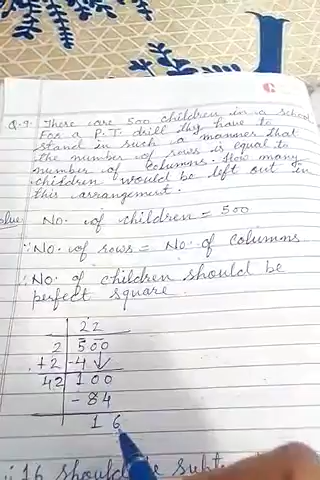 Q.9. There are 500 children in a school
For a P.T. drill they have to
stand in such a manner that
the number of rows is equal to
number of columns. How many
children would be left out in
this arrangement.
No. of children = 500
∵ No. of rows = No. of columns
∴ No. of children should be
perfect square.
22
2 500
+2 -4 ↓
42 100
- 84
16
16 should be